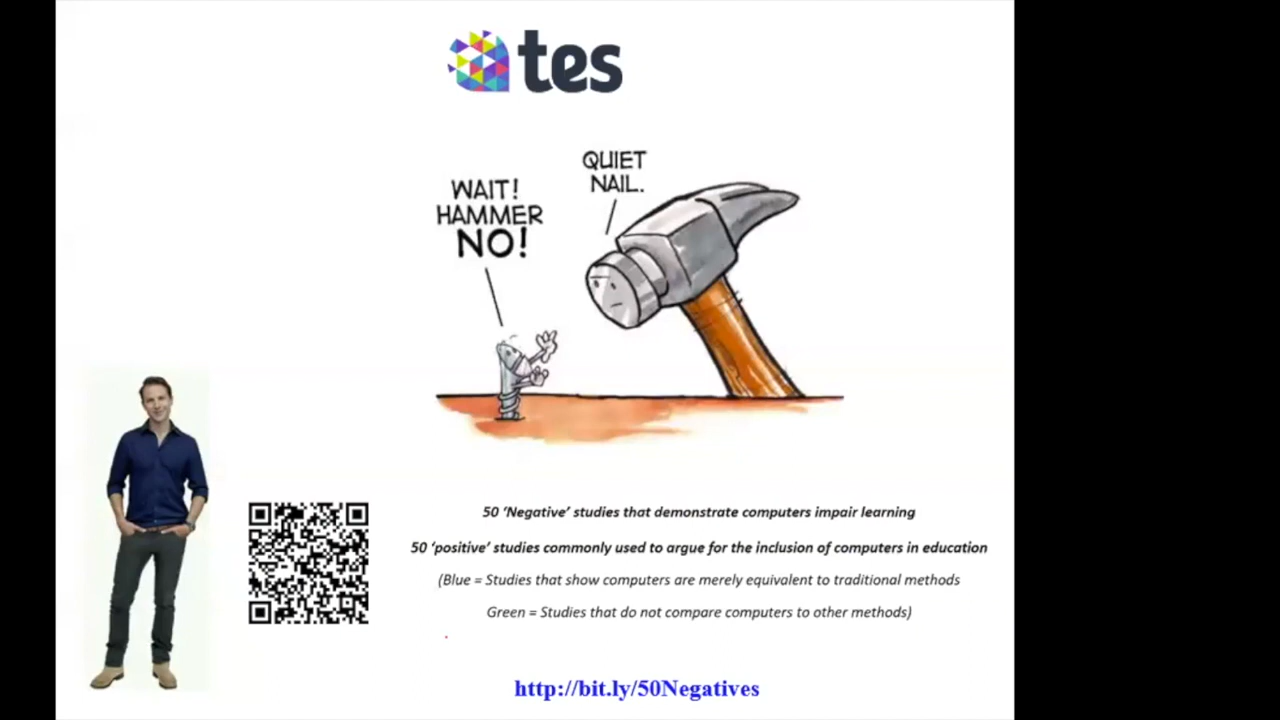 tes
QUIET
NAIL.
WAIT!
HAMMER
NO!
50 ‘Negative’ studies that demonstrate computers impair learning
50 ‘positive’ studies commonly used to argue for the inclusion of computers in education
(Blue = Studies that show computers are merely equivalent to traditional methods
Green = Studies that do not compare computers to other methods)
http://bit.ly/50Negatives